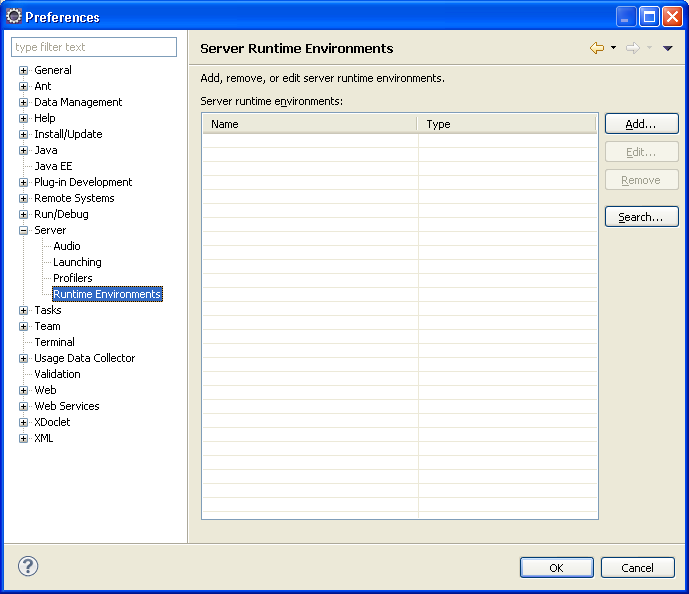 Preferences
type filter text
General
Ant
Data Management
Help
Install/Update
Java
Java EE
Plug-in Development
Remote Systems
Run/Debug
Server
Audio
Launching
Profilers
Runtime Environments
Tasks
Team
Terminal
Usage Data Collector
Validation
Web
Web Services
XDoclet
XML
Server Runtime Environments
Add, remove, or edit server runtime environments.
Server runtime environments:
Name Type
Add...
Edit...
Remove
Search...
?
OK Cancel